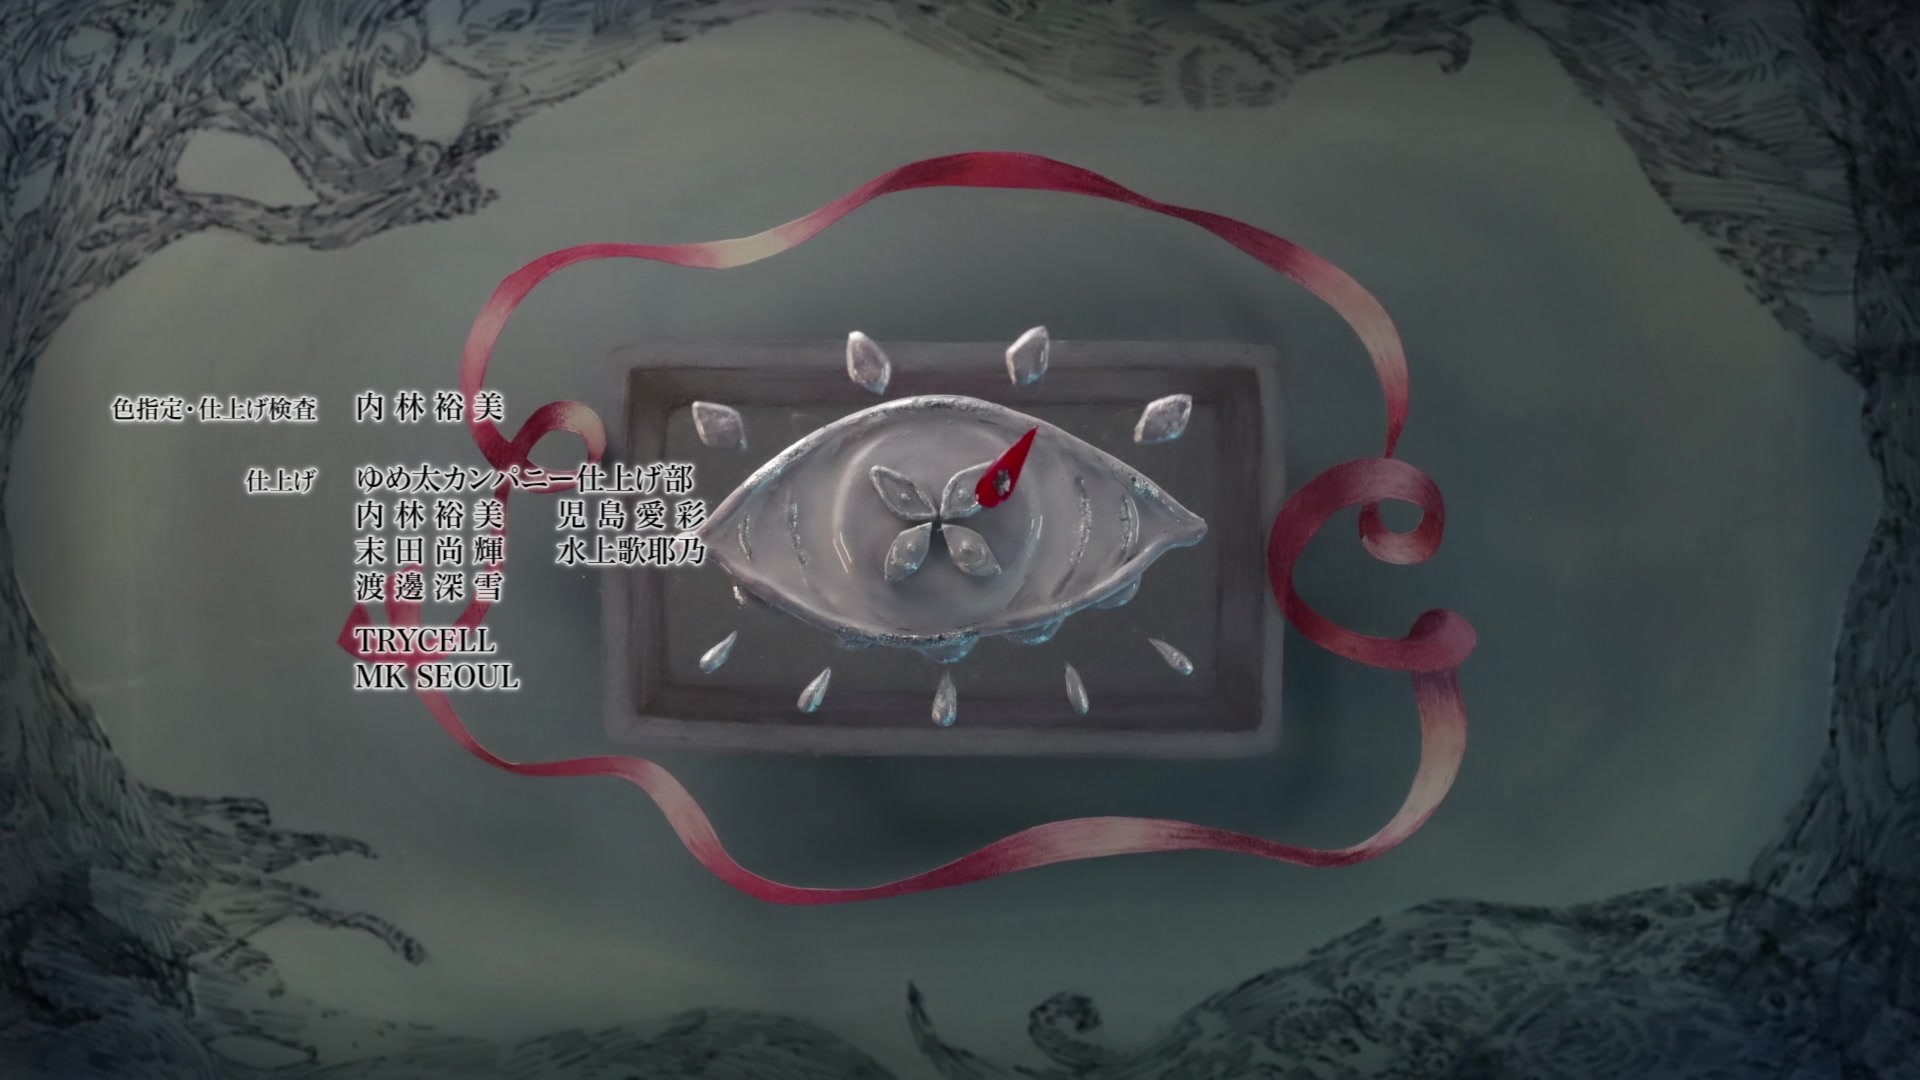 色指定・仕上げ検査　内林裕美
仕上げ　ゆめ太カンパニー仕上げ部
内林裕美　児島愛彩
末田尚輝　水上歌耶乃
渡邊深雪
TRYCELL
MK SEOUL